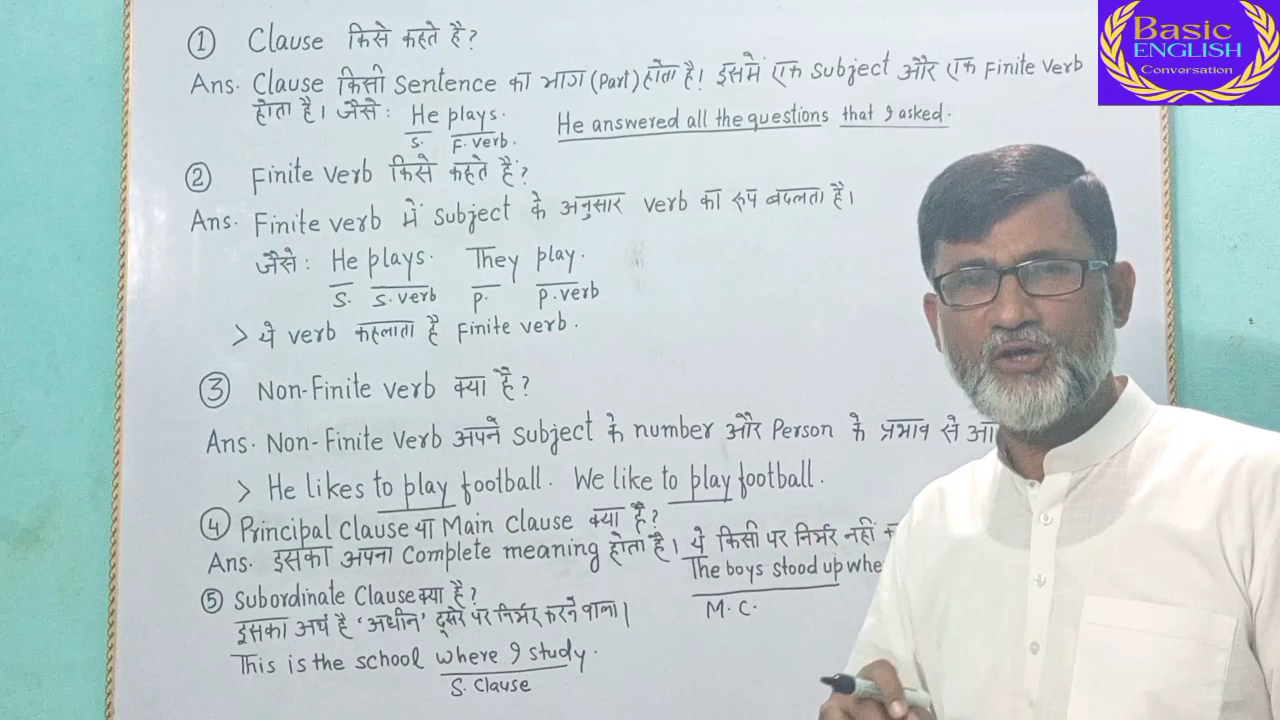 Basic
ENGLISH
Conversation
① Clause किसे कहते है?
Ans. Clause किसी Sentence का भाग (Part) होता है। इसमें एक Subject और एक Finite verb
होता है। जैसे: He plays. He answered all the questions that I asked.
S. F. verb.
② Finite verb किसे कहते हैं?
Ans. Finite verb में Subject के अनुसार verb का रूप बदलता है।
जैसे: He plays. They play.
S. S. verb P. P. verb
> ये verb कहलाता है Finite verb.
③ Non-Finite verb क्या है?
Ans. Non-Finite verb अपने Subject के number और Person के प्रभाव से
> He likes to play football. We like to play football.
④ Principal Clause या Main Clause क्या है?
Ans. इसका अपना Complete meaning होता है। ये किसी पर निर्भर नहीं
The boys stood up
M. C.
⑤ Subordinate Clause क्या है?
इसका अर्थ है 'अधीन' दूसरे पर निर्भर करने वाला।
This is the school where I study.
S. Clause